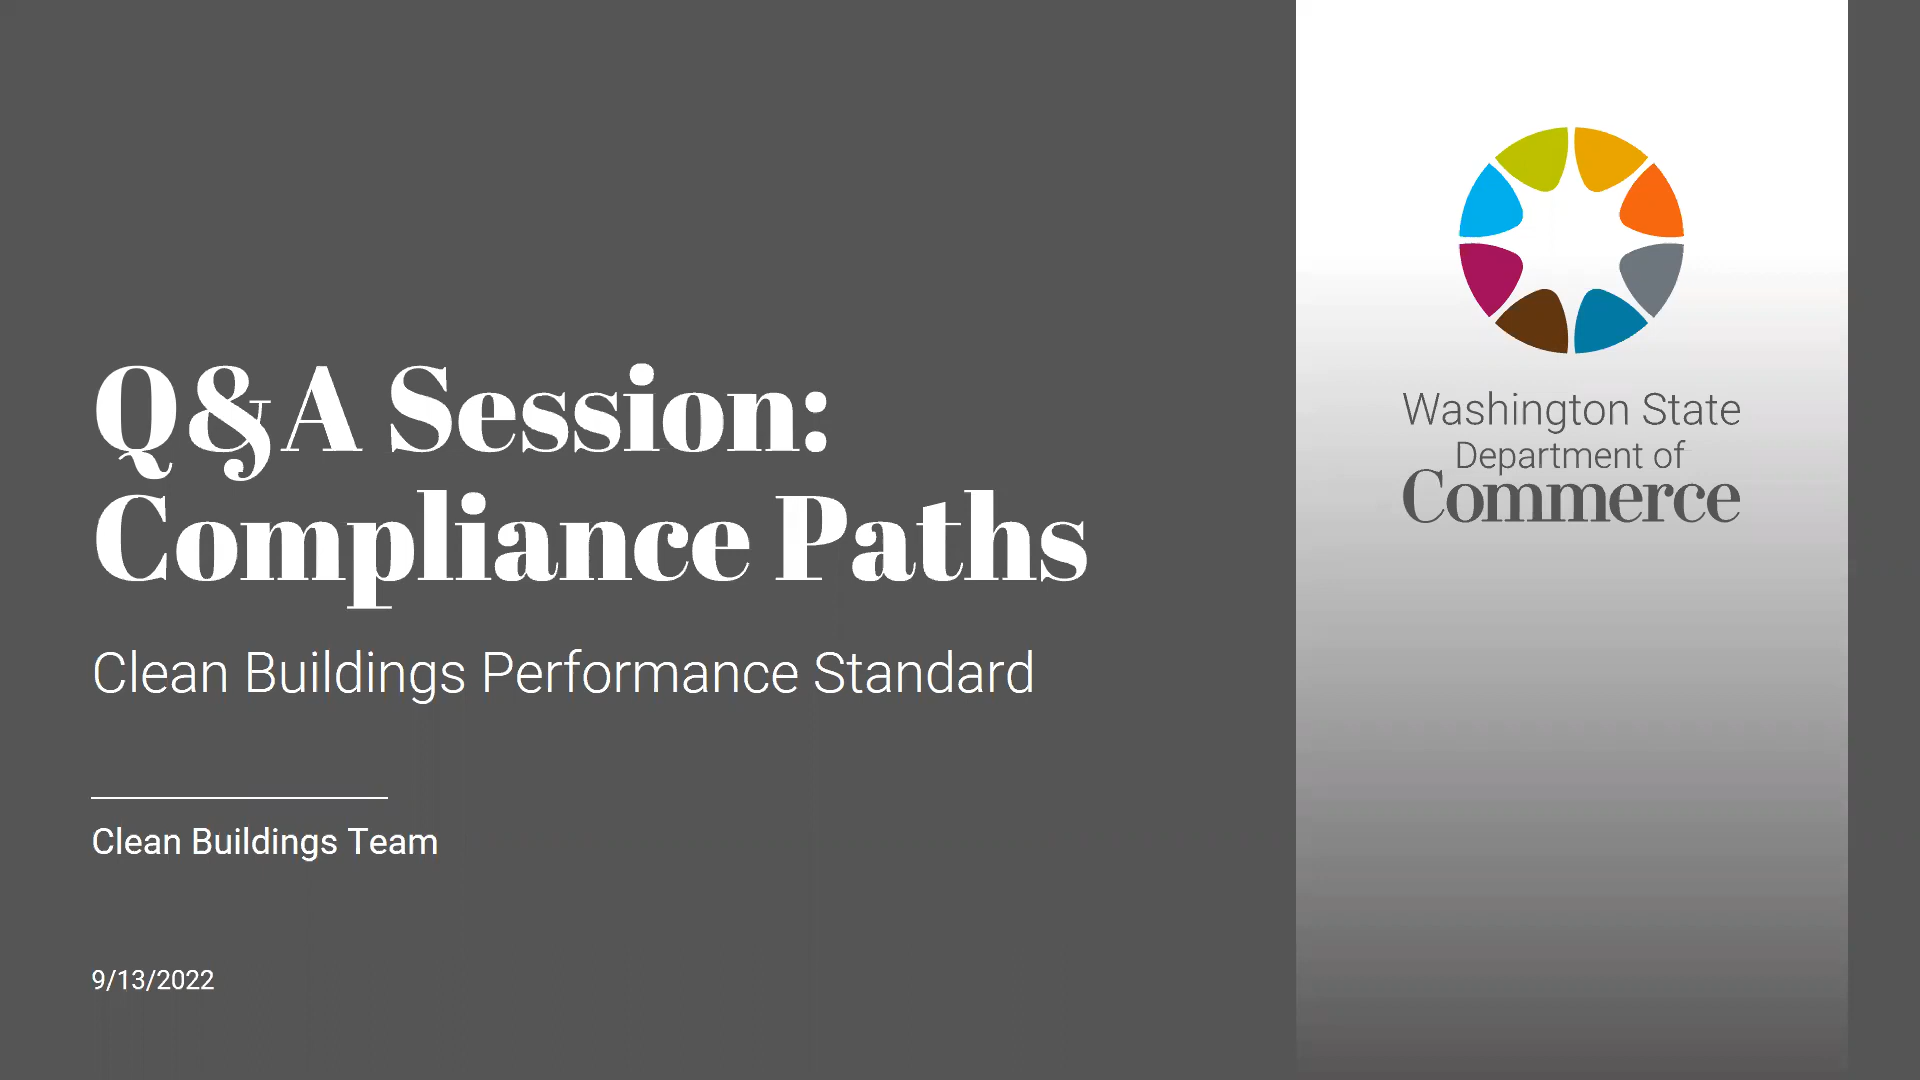 Q&A Session:
Compliance Paths
Clean Buildings Performance Standard
Clean Buildings Team
9/13/2022
Washington State
Department of
Commerce